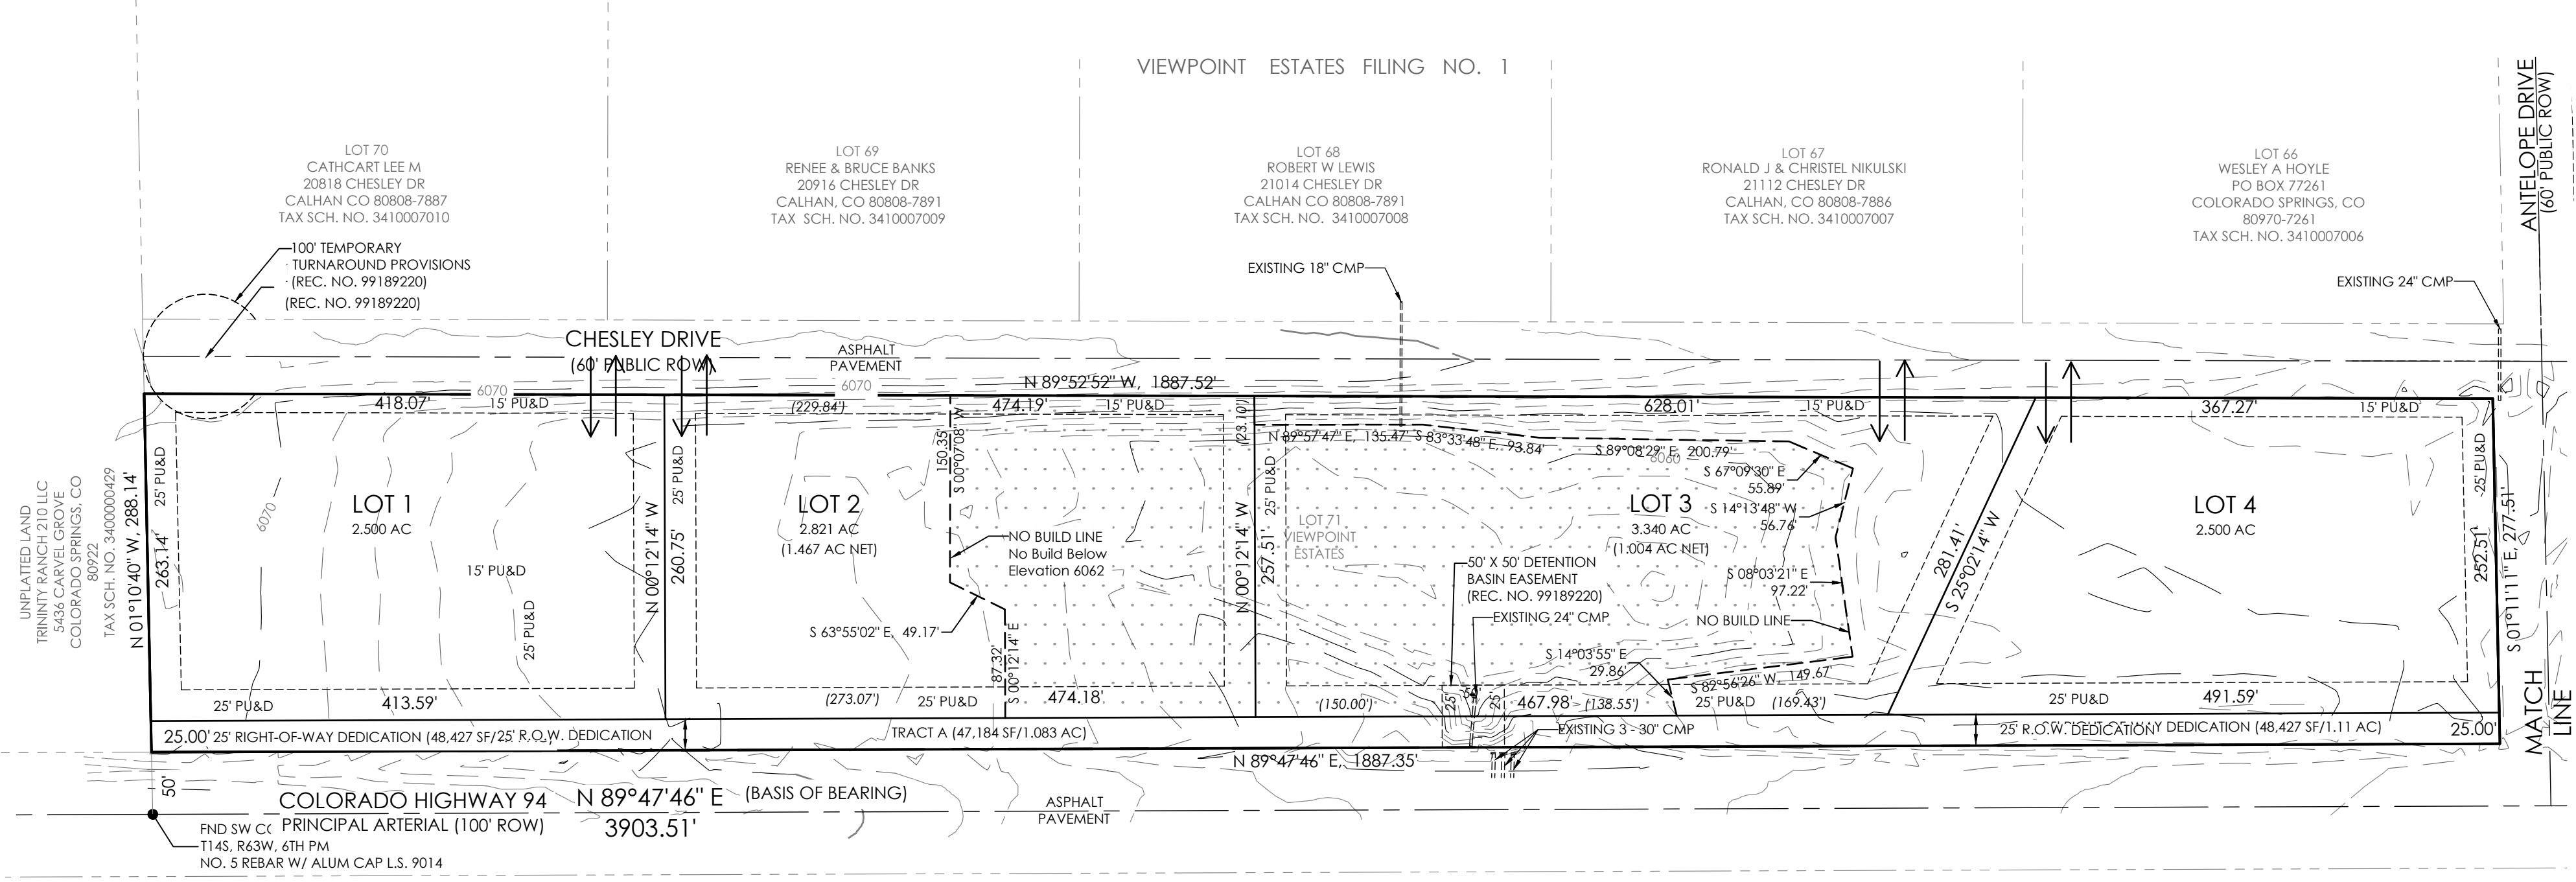 VIEWPOINT ESTATES FILING NO. 1
ANTELOPE DRIVE
(60' PUBLIC ROW)
LOT 70
CATHCART LEE M
20818 CHESLEY DR
CALHAN CO 80808-7887
TAX SCH. NO. 3410007010
LOT 69
RENEE & BRUCE BANKS
20916 CHESLEY DR
CALHAN, CO 80808-7891
TAX SCH. NO. 3410007009
LOT 68
ROBERT W LEWIS
21014 CHESLEY DR
CALHAN CO 80808-7891
TAX SCH. NO. 3410007008
LOT 67
RONALD J & CHRISTEL NIKULSKI
21112 CHESLEY DR
CALHAN, CO 80808-7886
TAX SCH. NO. 3410007007
LOT 66
WESLEY A HOYLE
PO BOX 77261
COLORADO SPRINGS, CO
80970-7261
TAX SCH. NO. 3410007006
100' TEMPORARY
TURNAROUND PROVISIONS
(REC. NO. 99189220)
(REC. NO. 99189220)
EXISTING 18" CMP
EXISTING 24" CMP
CHESLEY DRIVE
(60' PUBLIC ROW)
ASPHALT
PAVEMENT
6070
6070
N 89°52'52" W, 1887.52'
418.07'
15' PU&D
(229.84')
474.19'
15' PU&D
628.01'
15' PU&D
367.27'
15' PU&D
UNPLATTED LAND
TRININTY RANCH 210 LLC
5436 CARVEL GROVE
COLORADO SPRINGS, CO
80922
TAX SCH. NO. 3400000429
N 01°10'40" W, 288.14'
263.14'
25' PU&D
6070
LOT 1
2.500 AC
15' PU&D
25' PU&D
25' PU&D
413.59'
N 00°12'14" W
260.75'
25' PU&D
LOT 2
2.821 AC
(1.467 AC NET)
150.35'
S 00°07'08" W
NO BUILD LINE
No Build Below
Elevation 6062
S 63°55'02" E, 49.17'
87.32'
S 00°12'14" E
(273.07')
25' PU&D
474.18'
(23.10')
N 00°12'14" W
257.51'
25' PU&D
N 89°57'47" E, 135.47'
S 83°33'48" E, 93.84'
S 89°08'29" E, 200.79'
6060
S 67°09'30" E
55.89'
S 14°13'48" W
56.76'
LOT 71
VIEWPOINT
ESTATES
LOT 3
3.340 AC
(1.004 AC NET)
50' X 50' DETENTION
BASIN EASEMENT
(REC. NO. 99189220)
EXISTING 24" CMP
S 08°03'21" E
97.22'
NO BUILD LINE
S 14°03'55" E
29.86'
S 82°56'26" W, 149.67'
(150.00')
25'
50'
25'
467.98'
(138.55')
25' PU&D
(169.43')
281.41'
S 25°02'14" W
LOT 4
2.500 AC
25' PU&D
252.51'
S 01°11'11" E, 277.51'
25' PU&D
491.59'
25.00'
25' RIGHT-OF-WAY DEDICATION (48,427 SF/
25' R.O.W. DEDICATION
TRACT A (47,184 SF/1.083 AC)
EXISTING 3 - 30" CMP
25' R.O.W. DEDICATION
DEDICATION (48,427 SF/1.11 AC)
25.00'
MATCH
LINE
N 89°47'46" E, 1887.35'
50'
COLORADO HIGHWAY 94
PRINCIPAL ARTERIAL (100' ROW)
N 89°47'46" E
3903.51'
(BASIS OF BEARING)
ASPHALT
PAVEMENT
FND SW
T14S, R63W, 6TH PM
NO. 5 REBAR W/ ALUM CAP L.S. 9014